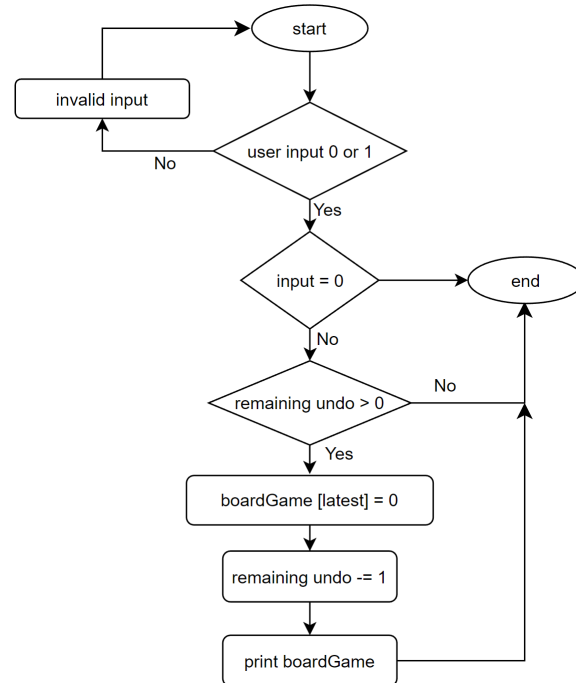 start
invalid input
user input 0 or 1
No
Yes
input = 0
end
No
remaining undo > 0
No
Yes
boardGame [latest] = 0
remaining undo -= 1
print boardGame